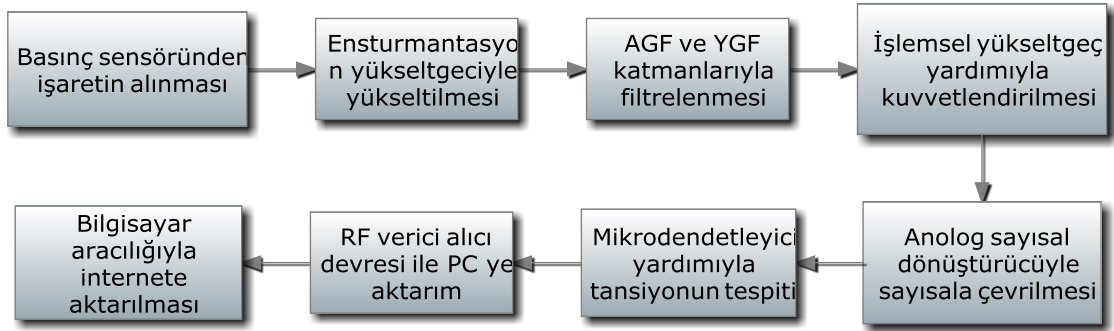 Basınç sensöründen
işaretin alınması
Ensturmantasyo
n yükseltgeciyle
yükseltilmesi
AGF ve YGF
katmanlarıyla
filtrelenmesi
İşlemsel yükseltgeç
yardımıyla
kuvvetlendirilmesi
Anolog sayısal
dönüştürücüyle
sayısala çevrilmesi
Mikrodendetleyici
yardımıyla
tansiyonun tespiti
RF verici alıcı
devresi ile PC ye
aktarım
Bilgisayar
aracılığıyla
internete
aktarılması